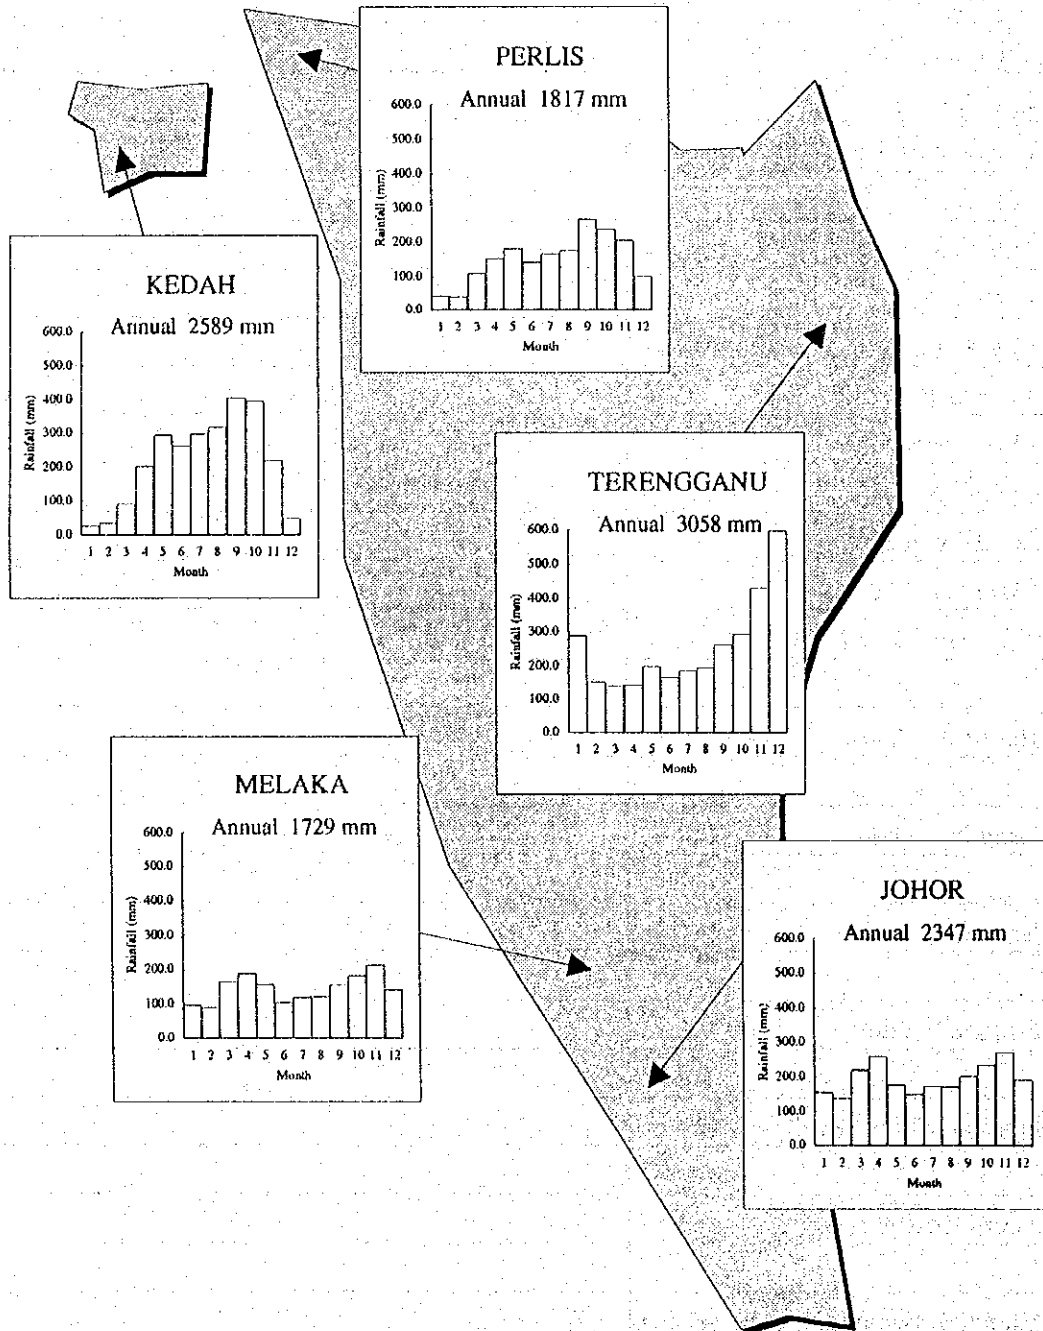 PERLIS
Annual 1817 mm
Rainfall (mm)
600.0
500.0
400.0
300.0
200.0
100.0
0.0
1 2 3 4 5 6 7 8 9 10 11 12
Month
KEDAH
Annual 2589 mm
Rainfall (mm)
600.0
500.0
400.0
300.0
200.0
100.0
0.0
1 2 3 4 5 6 7 8 9 10 11 12
Month
TERENGGANU
Annual 3058 mm
Rainfall (mm)
600.0
500.0
400.0
300.0
200.0
100.0
0.0
1 2 3 4 5 6 7 8 9 10 11 12
Month
MELAKA
Annual 1729 mm
Rainfall (mm)
600.0
500.0
400.0
300.0
200.0
100.0
0.0
1 2 3 4 5 6 7 8 9 10 11 12
Month
JOHOR
Annual 2347 mm
Rainfall (mm)
600.0
500.0
400.0
300.0
200.0
100.0
0.0
1 2 3 4 5 6 7 8 9 10 11 12
Month